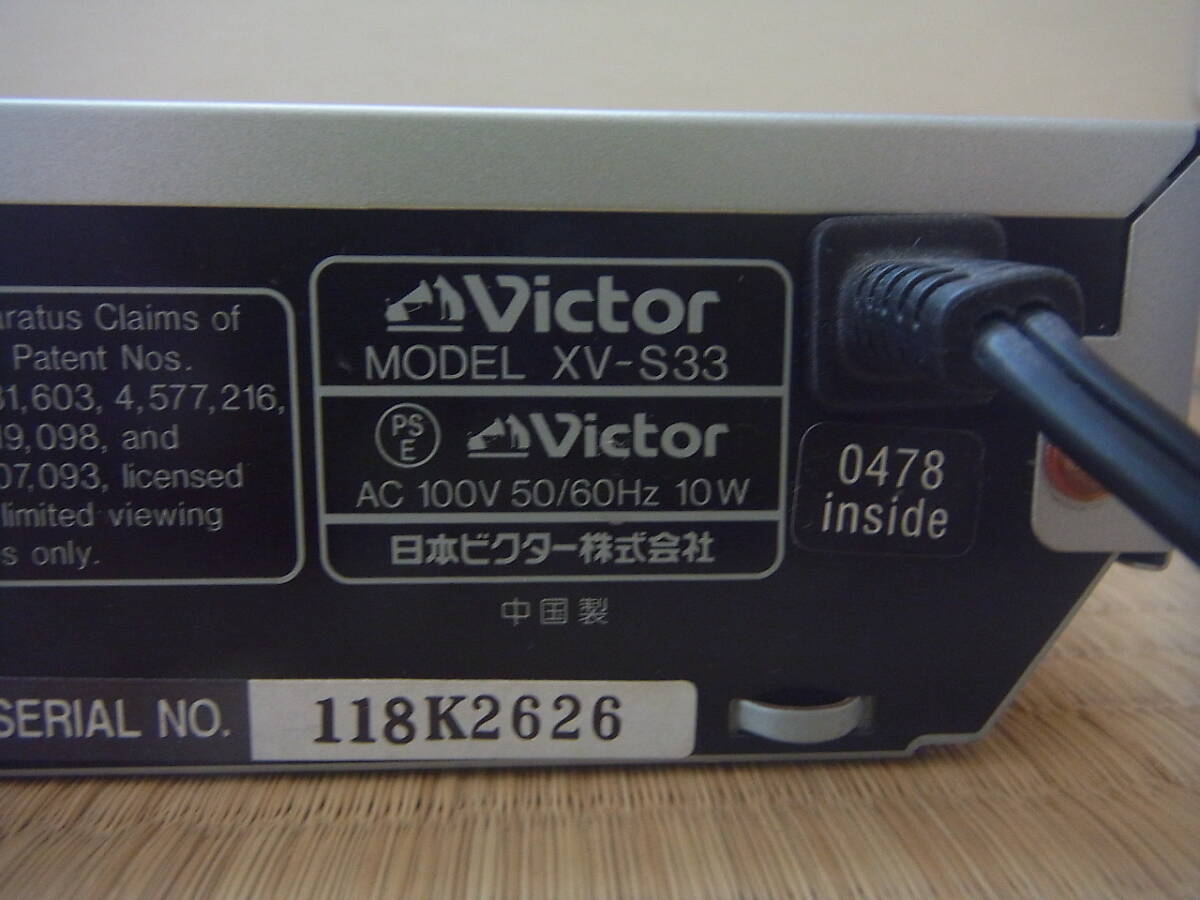 aratus Claims of
Patent Nos.
31,603, 4,577,216,
19,098, and
07,093, licensed
limited viewing
es only.
Victor
MODEL XV-S33
PS
E
Victor
AC 100V 50/60Hz 10W
日本ビクター株式会社
0478
inside
中国製
SERIAL NO. 118K2626